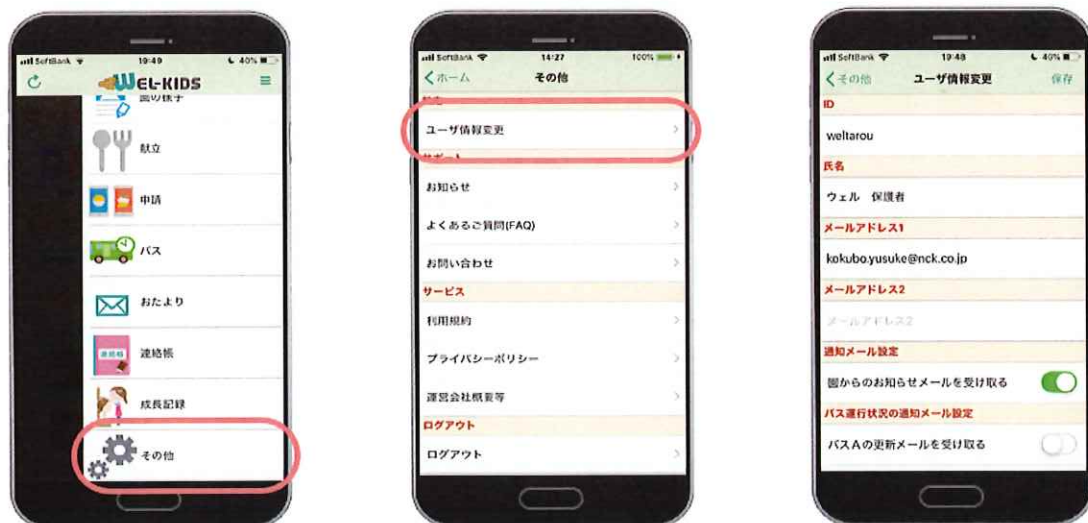 SoftBank 19:49 40%
WEL-KIDS
園の様子
献立
申請
バス
おたより
連絡帳
成長記録
その他
SoftBank 14:27 100%
ホーム その他
ユーザ情報変更
サポート
お知らせ
よくあるご質問(FAQ)
お問い合わせ
サービス
利用規約
プライバシーポリシー
運営会社概要等
ログアウト
ログアウト
SoftBank 19:48 40%
その他 ユーザ情報変更 保存
ID
weltarou
氏名
ウェル 保護者
メールアドレス1
kokubo.yusuke@nck.co.jp
メールアドレス2
メールアドレス2
通知メール設定
園からのお知らせメールを受け取る
バス運行状況の通知メール設定
バスAの更新メールを受け取る